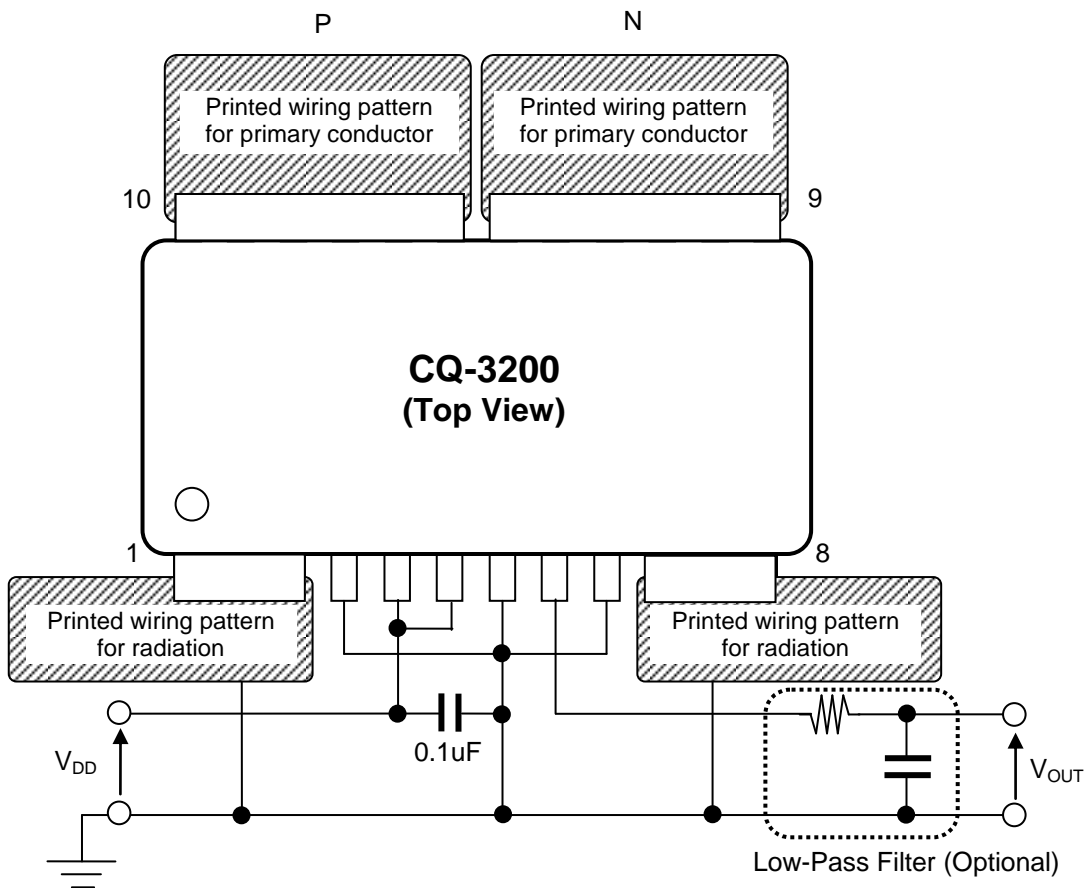 P
N
Printed wiring pattern
for primary conductor
Printed wiring pattern
for primary conductor
10
9
CQ-3200
(Top View)
1
8
Printed wiring pattern
for radiation
Printed wiring pattern
for radiation
0.1uF
VDD
VOUT
Low-Pass Filter (Optional)